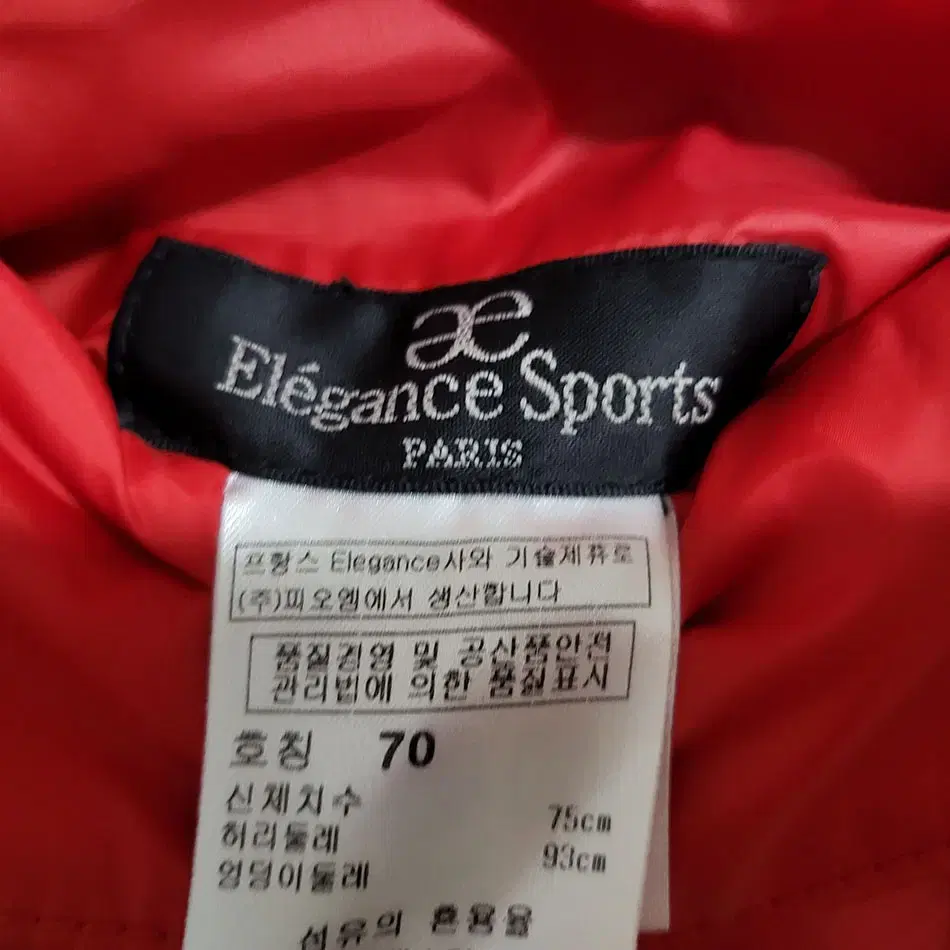 æ
Elégance Sports
PARIS
프랑스 Elegance사와 기술제휴로
(주)피오엠에서 생산합니다
품질경영 및 공산품안전
관리법에 의한 품질표시
호칭 70
신체치수
허리둘레 75cm
엉덩이둘레 93cm
섬유의 혼용율